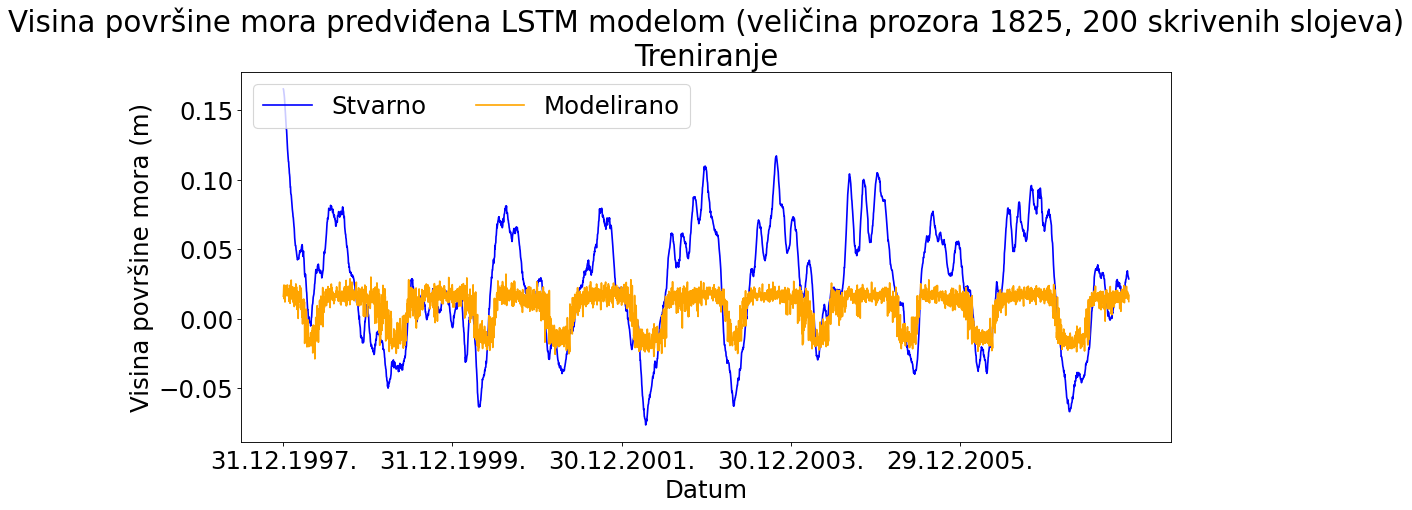 Visina površine mora predviđena LSTM modelom (veličina prozora 1825, 200 skrivenih slojeva)
Treniranje
Stvarno
Modelirano
Visina površine mora (m)
0.15
0.10
0.05
0.00
−0.05
31.12.1997.
31.12.1999.
30.12.2001.
30.12.2003.
29.12.2005.
Datum